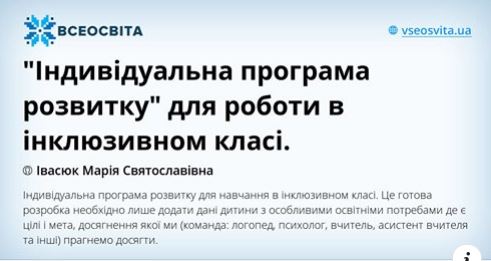 ВСЕОСВІТА
vseosvita.ua
"Індивідуальна програма
розвитку" для роботи в
інклюзивном класі.
Івасюк Марія Святославівна
Індивідуальна програма розвитку для навчання в інклюзивном класі. Це готова
розробка необхідно лише додати дані дитини з особливими освітніми потребами де є
цілі і мета, досягнення якої ми (команда: логопед, психолог, вчитель, асистент вчителя
та інші) прагнемо досягти.
i